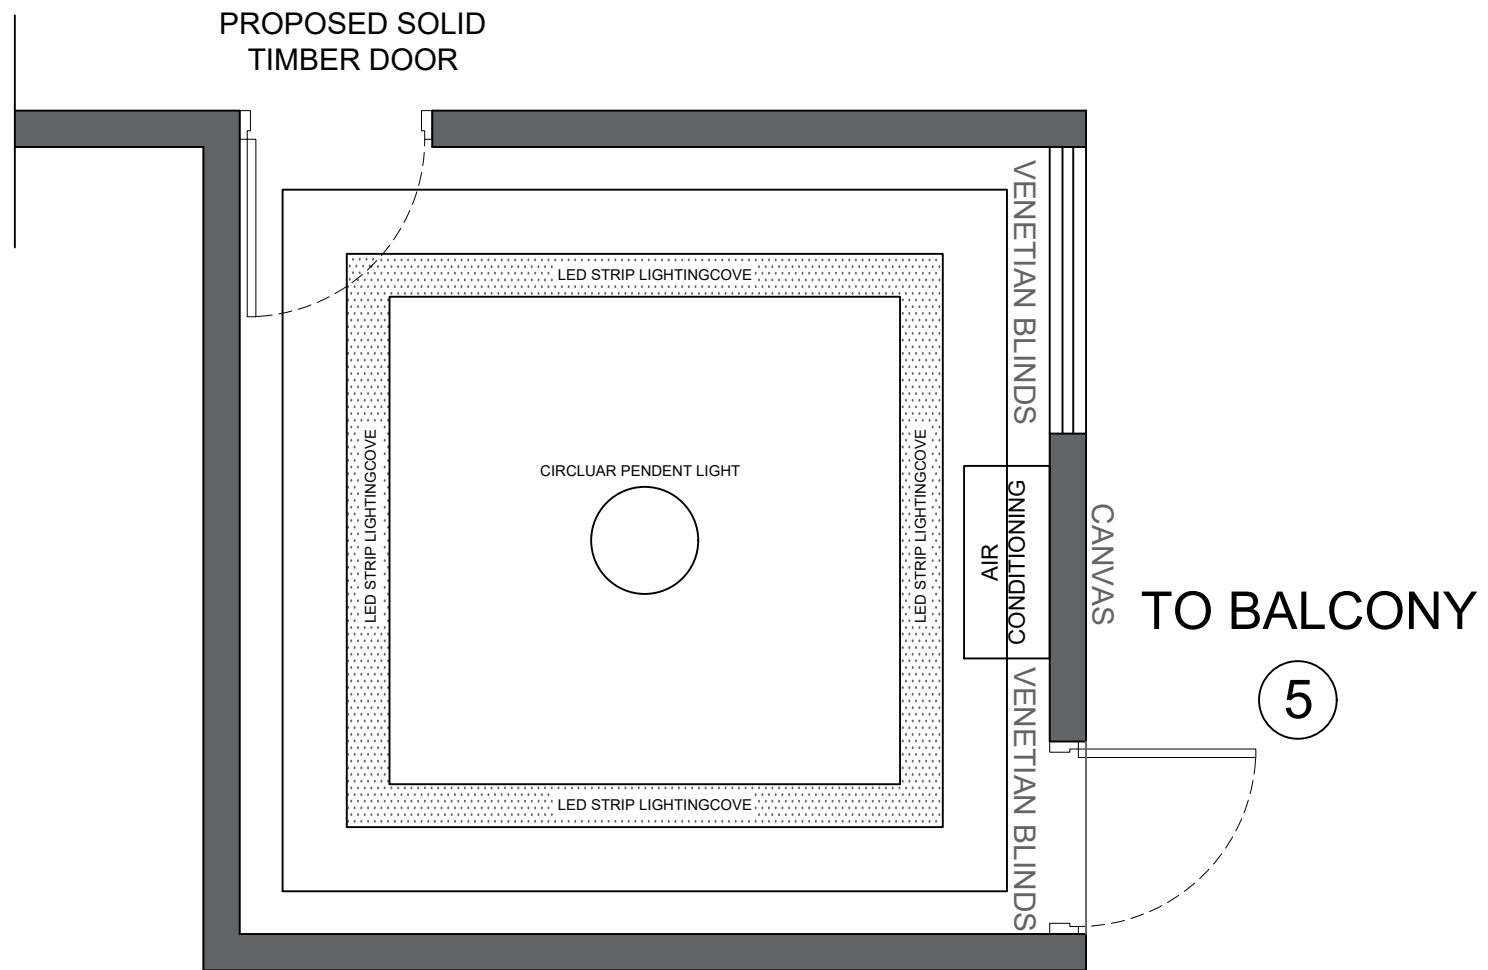 PROPOSED SOLID
TIMBER DOOR
VENETIAN BLINDS
LED STRIP LIGHTINGCOVE
LED STRIP LIGHTINGCOVE
CIRCLUAR PENDENT LIGHT
LED STRIP LIGHTINGCOVE
AIR
CONDITIONING
CANVAS
TO BALCONY
5
VENETIAN BLINDS
LED STRIP LIGHTINGCOVE